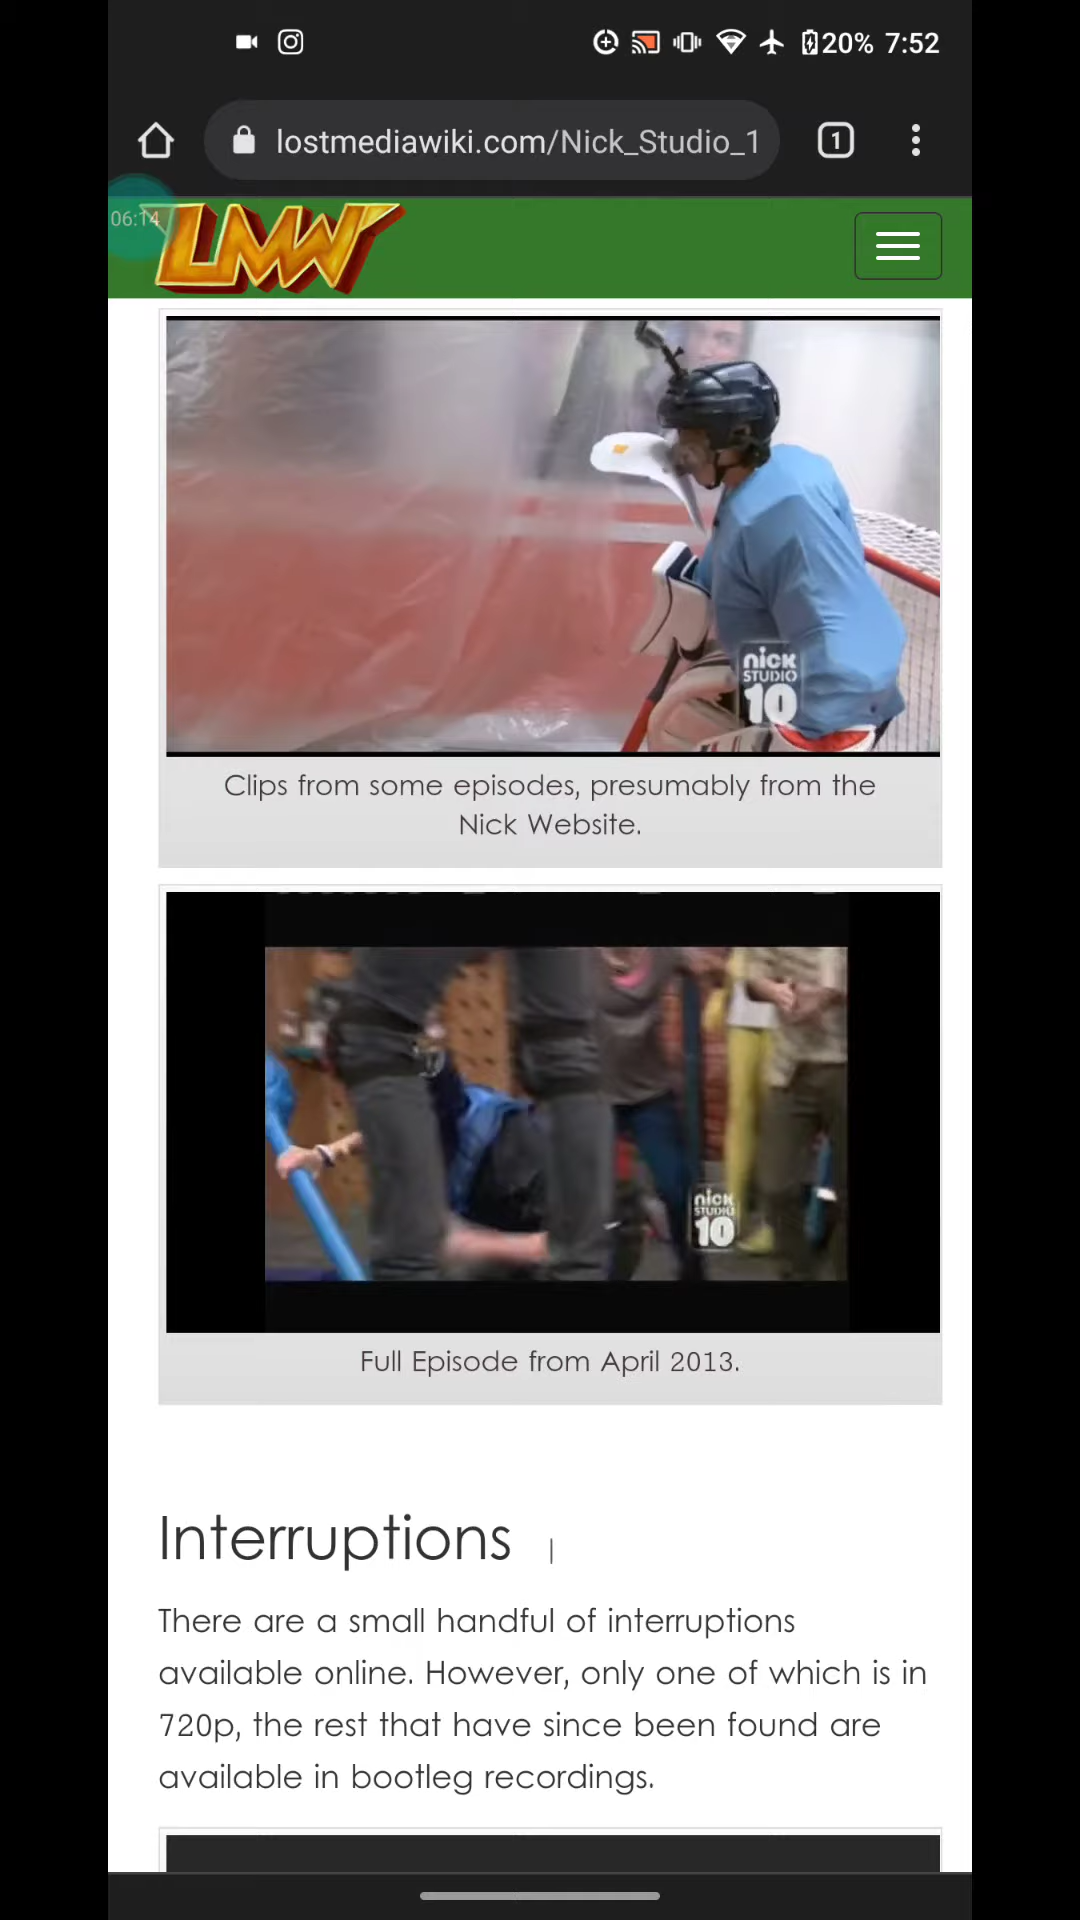 20% 7:52
lostmediawiki.com/Nick_Studio_1
1
06:14
LMW
nick
STUDIO
10
Clips from some episodes, presumably from the
Nick Website.
nick
STUDIO
10
Full Episode from April 2013.
Interruptions
There are a small handful of interruptions
available online. However, only one of which is in
720p, the rest that have since been found are
available in bootleg recordings.